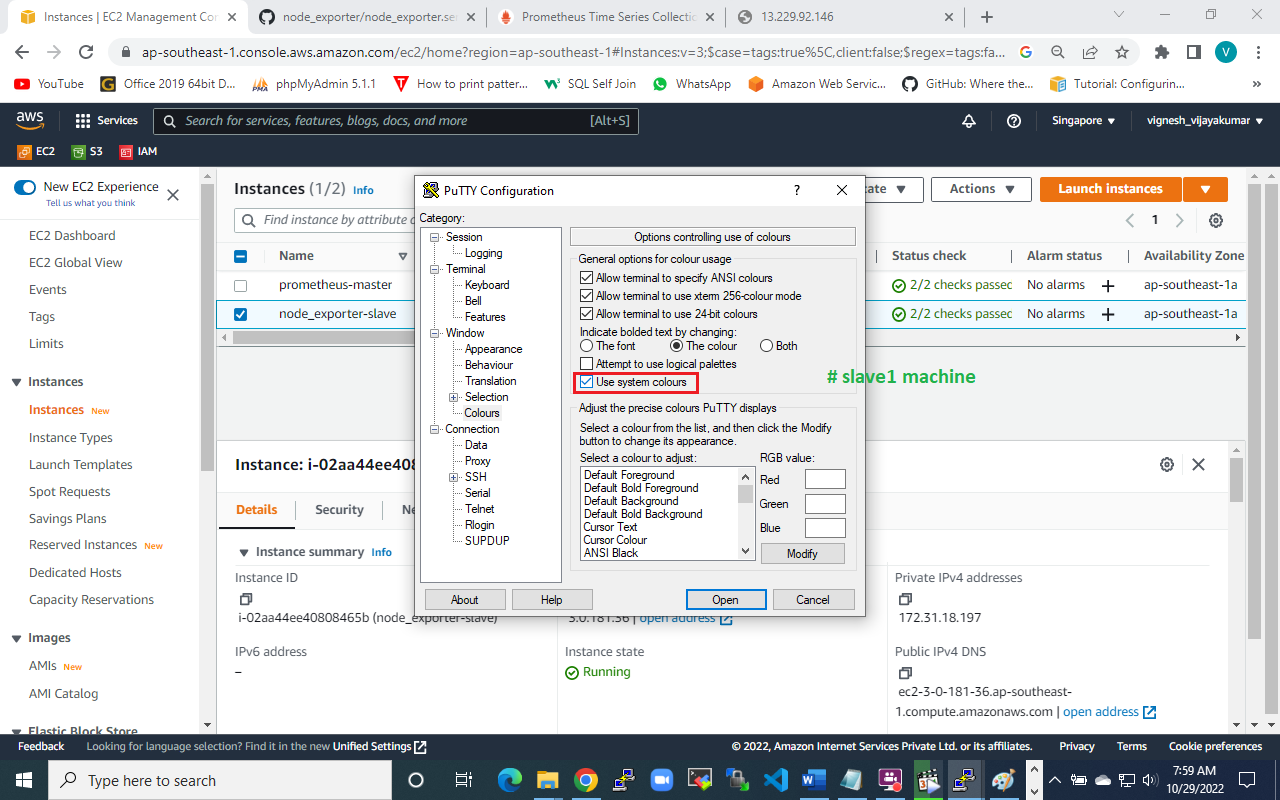 Instances | EC2 Management Con
node_exporter/node_exporter.ser
Prometheus Time Series Collectio
13.229.92.146
ap-southeast-1.console.aws.amazon.com/ec2/home?region=ap-southeast-1#Instances:v=3;$case=tags:true%5C,client:false;$regex=tags:fa...
V
YouTube
Office 2019 64bit D...
phpMyAdmin 5.1.1
How to print patter...
SQL Self Join
WhatsApp
Amazon Web Servic...
GitHub: Where the...
Tutorial: Configurin...
»
aws
Services
Search for services, features, blogs, docs, and more
[Alt+S]
Singapore
vignesh_vijayakumar
EC2
S3
IAM
New EC2 Experience
Tell us what you think
EC2 Dashboard
EC2 Global View
Events
Tags
Limits
Instances
Instances New
Instance Types
Launch Templates
Spot Requests
Savings Plans
Reserved Instances New
Dedicated Hosts
Capacity Reservations
Images
AMIs New
AMI Catalog
Elastic Block Store
Instances (1/2) Info
Actions
Launch instances
Find instance by attribute
1
Name
Status check
Alarm status
Availability Zone
prometheus-master
2/2 checks passed
No alarms
ap-southeast-1a
node_exporter-slave
2/2 checks passed
No alarms
ap-southeast-1a
# slave1 machine
PuTTY Configuration
?
Category:
Session
Logging
Terminal
Keyboard
Bell
Features
Window
Appearance
Behaviour
Translation
Selection
Colours
Connection
Data
Proxy
SSH
Serial
Telnet
Rlogin
SUPDUP
Options controlling use of colours
General options for colour usage
Allow terminal to specify ANSI colours
Allow terminal to use xterm 256-colour mode
Allow terminal to use 24-bit colours
Indicate bolded text by changing:
The font
The colour
Both
Attempt to use logical palettes
Use system colours
Adjust the precise colours PuTTY displays
Select a colour from the list, and then click the Modify
button to change its appearance.
Select a colour to adjust:
RGB value:
Default Foreground
Default Bold Foreground
Default Background
Default Bold Background
Cursor Text
Cursor Colour
ANSI Black
Red
Green
Blue
Modify
About
Help
Open
Cancel
Instance: i-02aa44ee408
Details
Security
Ne
Instance summary Info
Instance ID
i-02aa44ee40808465b (node_exporter-slave)
3.0.181.36 | open address
Private IPv4 addresses
172.31.18.197
IPv6 address
–
Instance state
Running
Public IPv4 DNS
ec2-3-0-181-36.ap-southeast-
1.compute.amazonaws.com | open address
Feedback
Looking for language selection? Find it in the new Unified Settings
© 2022, Amazon Internet Services Private Ltd. or its affiliates.
Privacy
Terms
Cookie preferences
Type here to search
7:59 AM
10/29/2022